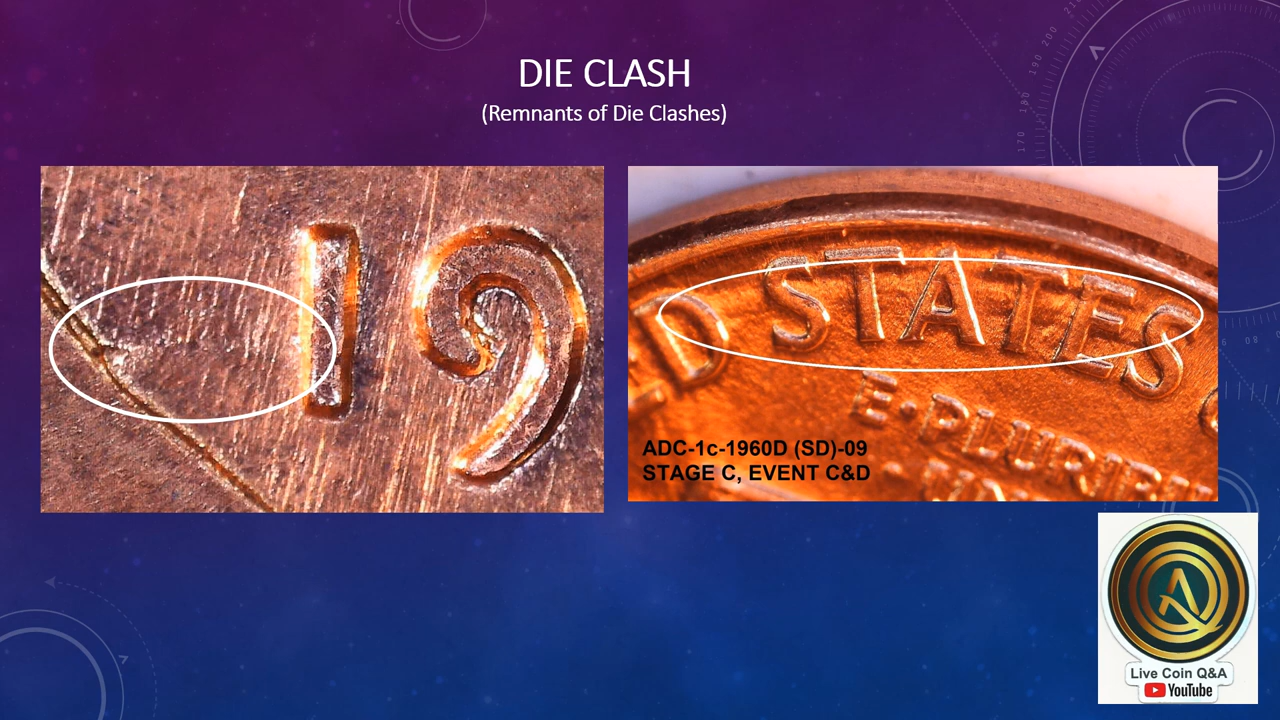 DIE CLASH
(Remnants of Die Clashes)
19
D STATES
E·PLURIB
ADC-1c-1960D (SD)-09
STAGE C, EVENT C&D
Live Coin Q&A
YouTube